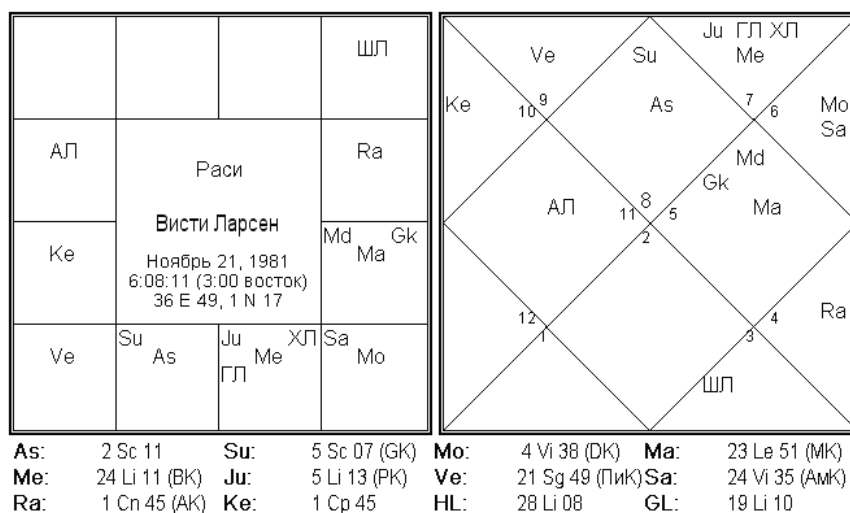 ШЛ
АЛ
Ra
Ke
Md Gk
Ma
Ve
Su
As
Ju ХЛ
Me
ГЛ
Sa
Mo
Раси
Висти Ларсен
Ноябрь 21, 1981
6:08:11 (3:00 восток)
36 E 49, 1 N 17
Ju ГЛ ХЛ
Me
Ve
Su
Ke
10 9
As
7 6
Mo
Sa
Md
Gk
АЛ
8
11 5
2
Ma
12
1
4
3
Ra
ШЛ
As: 2 Sc 11 Su: 5 Sc 07 (GK) Mo: 4 Vi 38 (DK) Ma: 23 Le 51 (MK)
Me: 24 Li 11 (BK) Ju: 5 Li 13 (PK) Ve: 21 Sg 49 (ПиК) Sa: 24 Vi 35 (АмК)
Ra: 1 Cn 45 (AK) Ke: 1 Cp 45 HL: 28 Li 08 GL: 19 Li 10